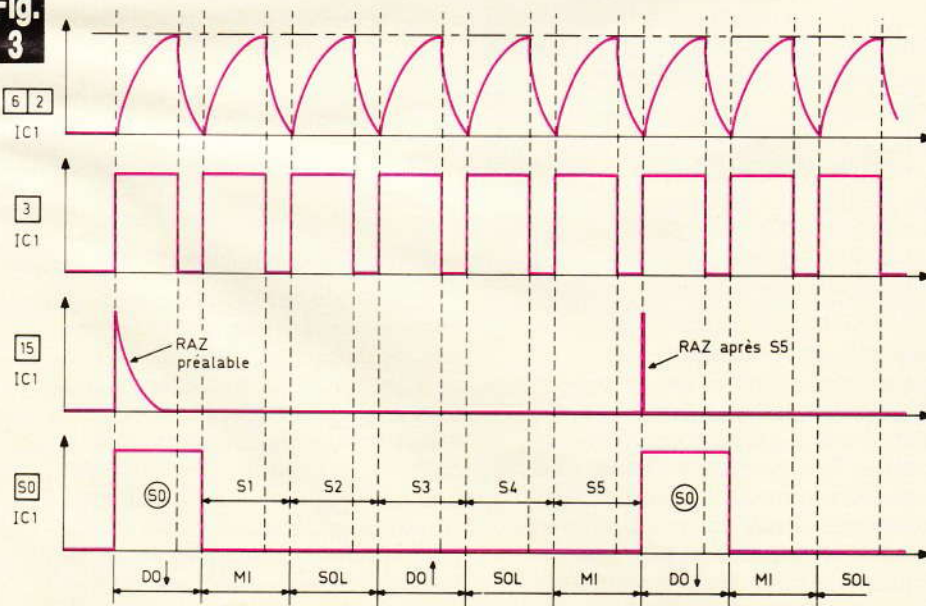 Fig.
3
6 2
IC1
3
IC1
15
IC1
RAZ
préalable
RAZ après S5
S0
IC1
S0 S1 S2 S3 S4 S5 S0
DO↓ MI SOL DO↑ SOL MI DO↓ MI SOL